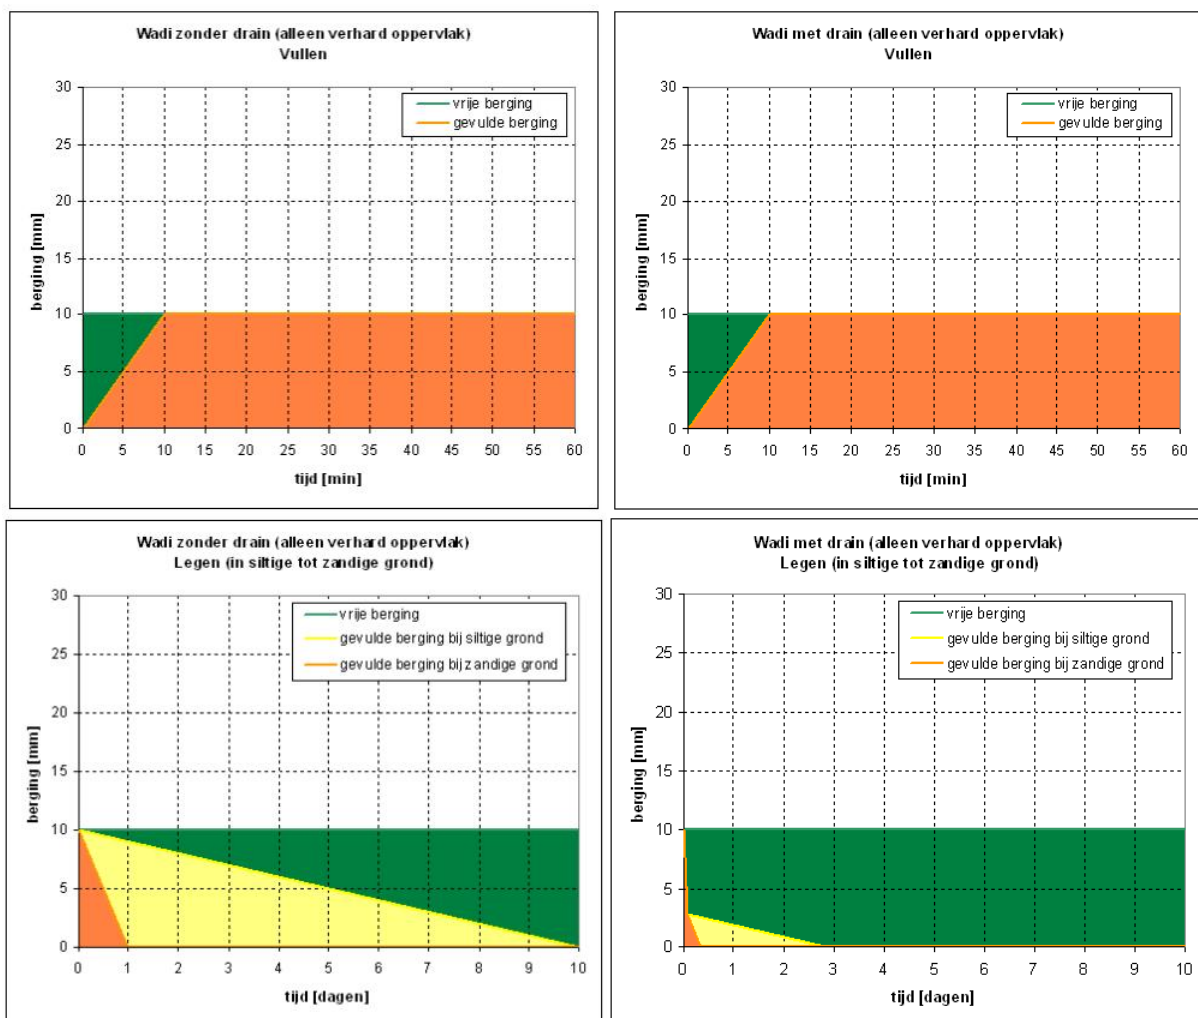 Wadi zonder drain (alleen verhard oppervlak)
Vullen
vrije berging
gevulde berging
berging [mm]
30
25
20
15
10
5
0
0 5 10 15 20 25 30 35 40 45 50 55 60
tijd [min]
Wadi met drain (alleen verhard oppervlak)
Vullen
vrije berging
gevulde berging
berging [mm]
30
25
20
15
10
5
0
0 5 10 15 20 25 30 35 40 45 50 55 60
tijd [min]
Wadi zonder drain (alleen verhard oppervlak)
Legen (in siltige tot zandige grond)
vrije berging
gevulde berging bij siltige grond
gevulde berging bij zandige grond
berging [mm]
30
25
20
15
10
5
0
0 1 2 3 4 5 6 7 8 9 10
tijd [dagen]
Wadi met drain (alleen verhard oppervlak)
Legen (in siltige tot zandige grond)
vrije berging
gevulde berging bij siltige grond
gevulde berging bij zandige grond
berging [mm]
30
25
20
15
10
5
0
0 1 2 3 4 5 6 7 8 9 10
tijd [dagen]